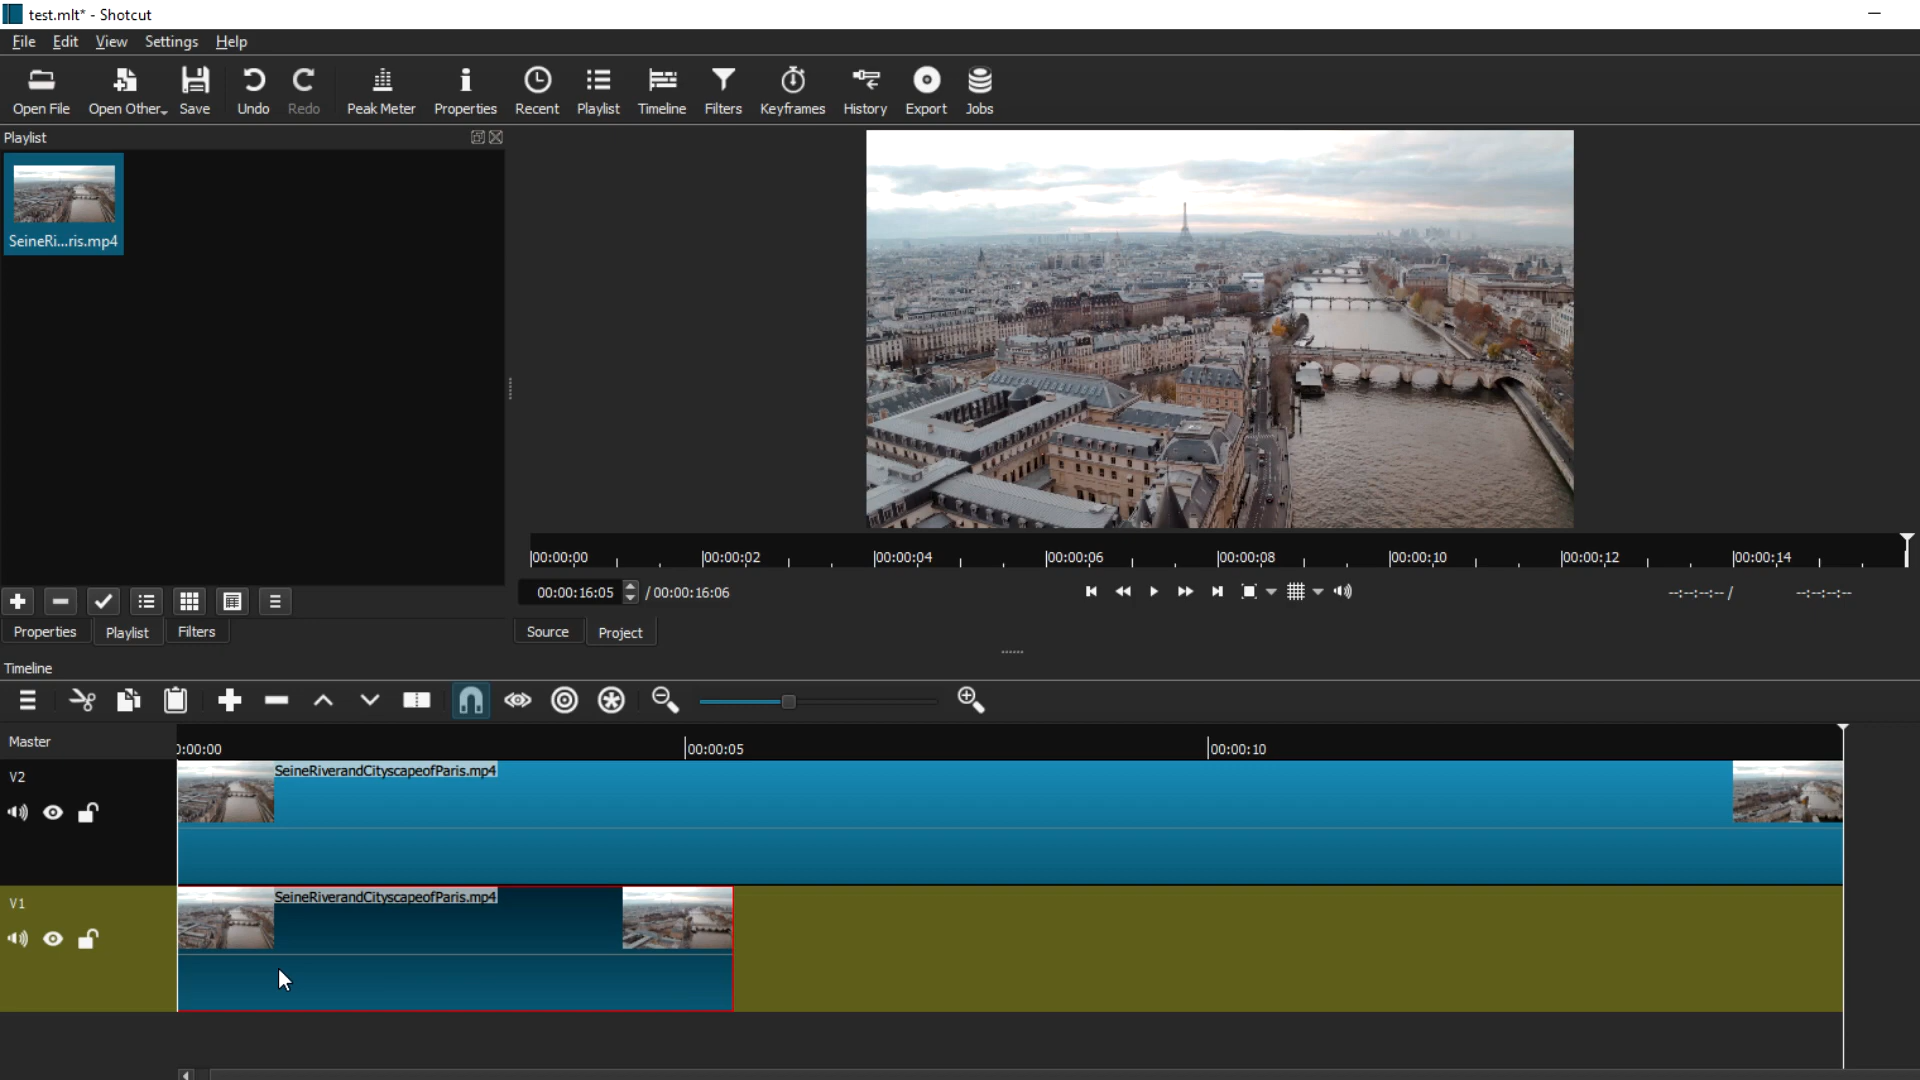 test.mlt* - Shotcut
File Edit View Settings Help
Open File Open Other Save Undo Redo Peak Meter Properties Recent Playlist Timeline Filters Keyframes History Export Jobs
Playlist
SeineRi...ris.mp4
|00:00:00 |00:00:02 |00:00:04 |00:00:06 |00:00:08 |00:00:10 |00:00:12 |00:00:14
00:00:16:05 / 00:00:16:06 --:--:--:-- / --:--:--:--
Properties Playlist Filters Source Project
Timeline
Master
):00:00 |00:00:05 |00:00:10
V2
SeineRiverandCityscapeofParis.mp4
V1
SeineRiverandCityscapeofParis.mp4